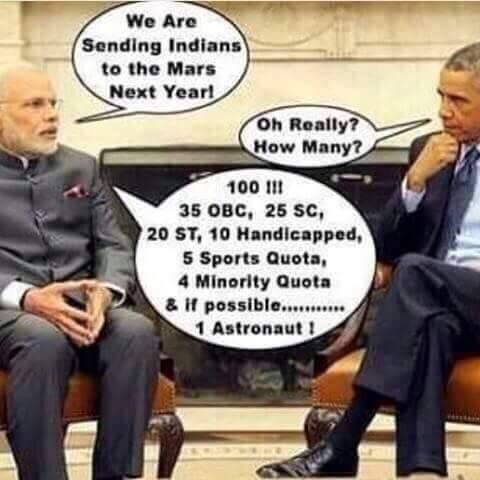 We Are
Sending Indians
to the Mars
Next Year!
Oh Really?
How Many?
100 !!!
35 OBC, 25 SC,
20 ST, 10 Handicapped,
5 Sports Quota,
4 Minority Quota
& if possible...........
1 Astronaut !